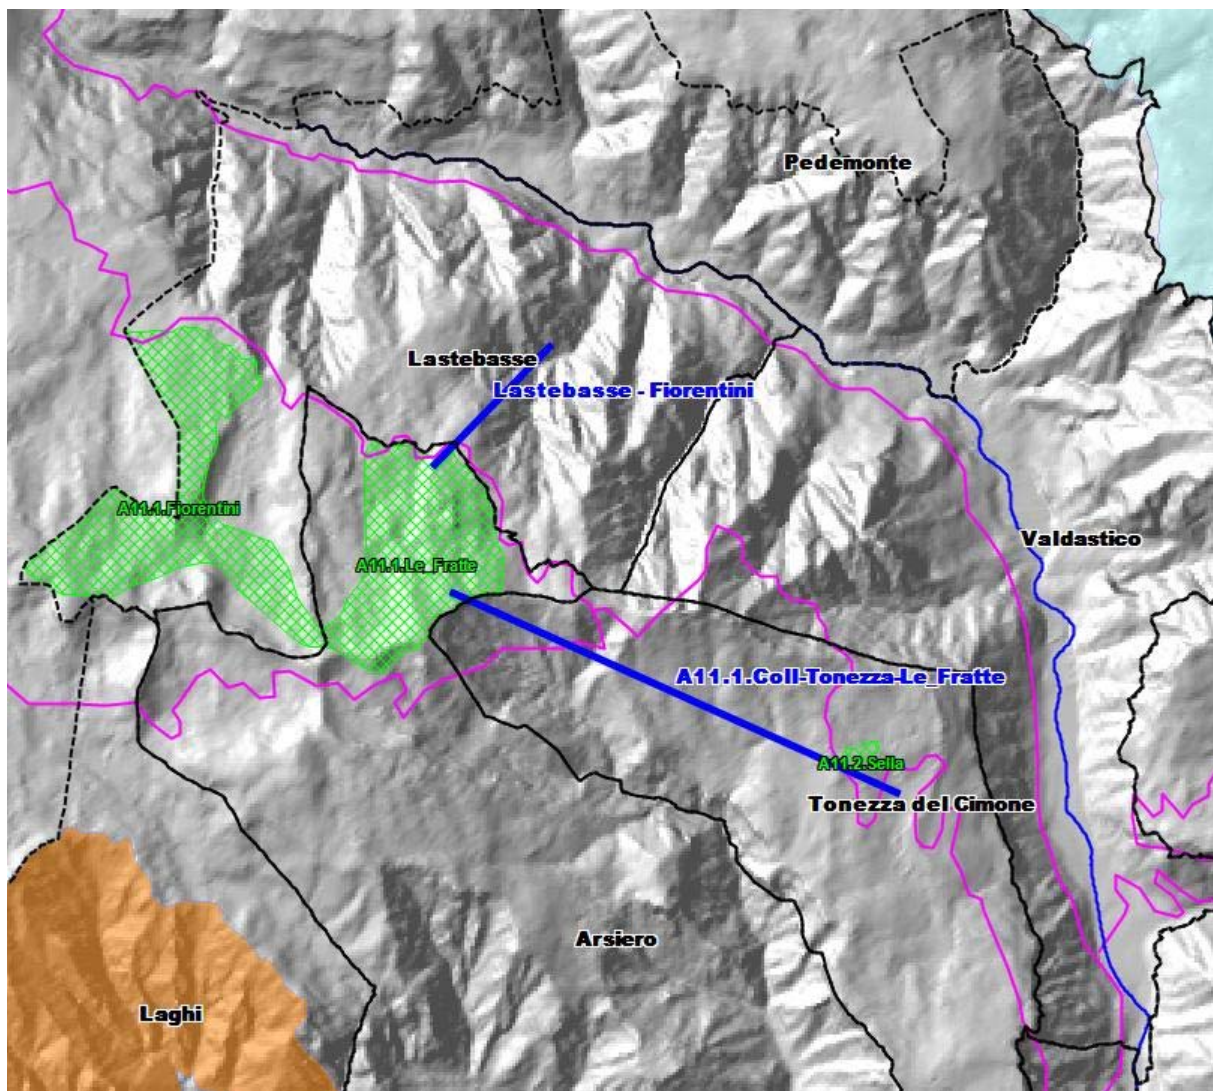 Pedemonte
Lastebasse
Lastebasse - Fiorentini
A11.1.Fiorentini
Valdastico
A11.1.Le_Fratte
A11.1.Coll-Tonezza-Le_Fratte
A11.2.Sella
Tonezza del Cimone
Arsiero
Laghi